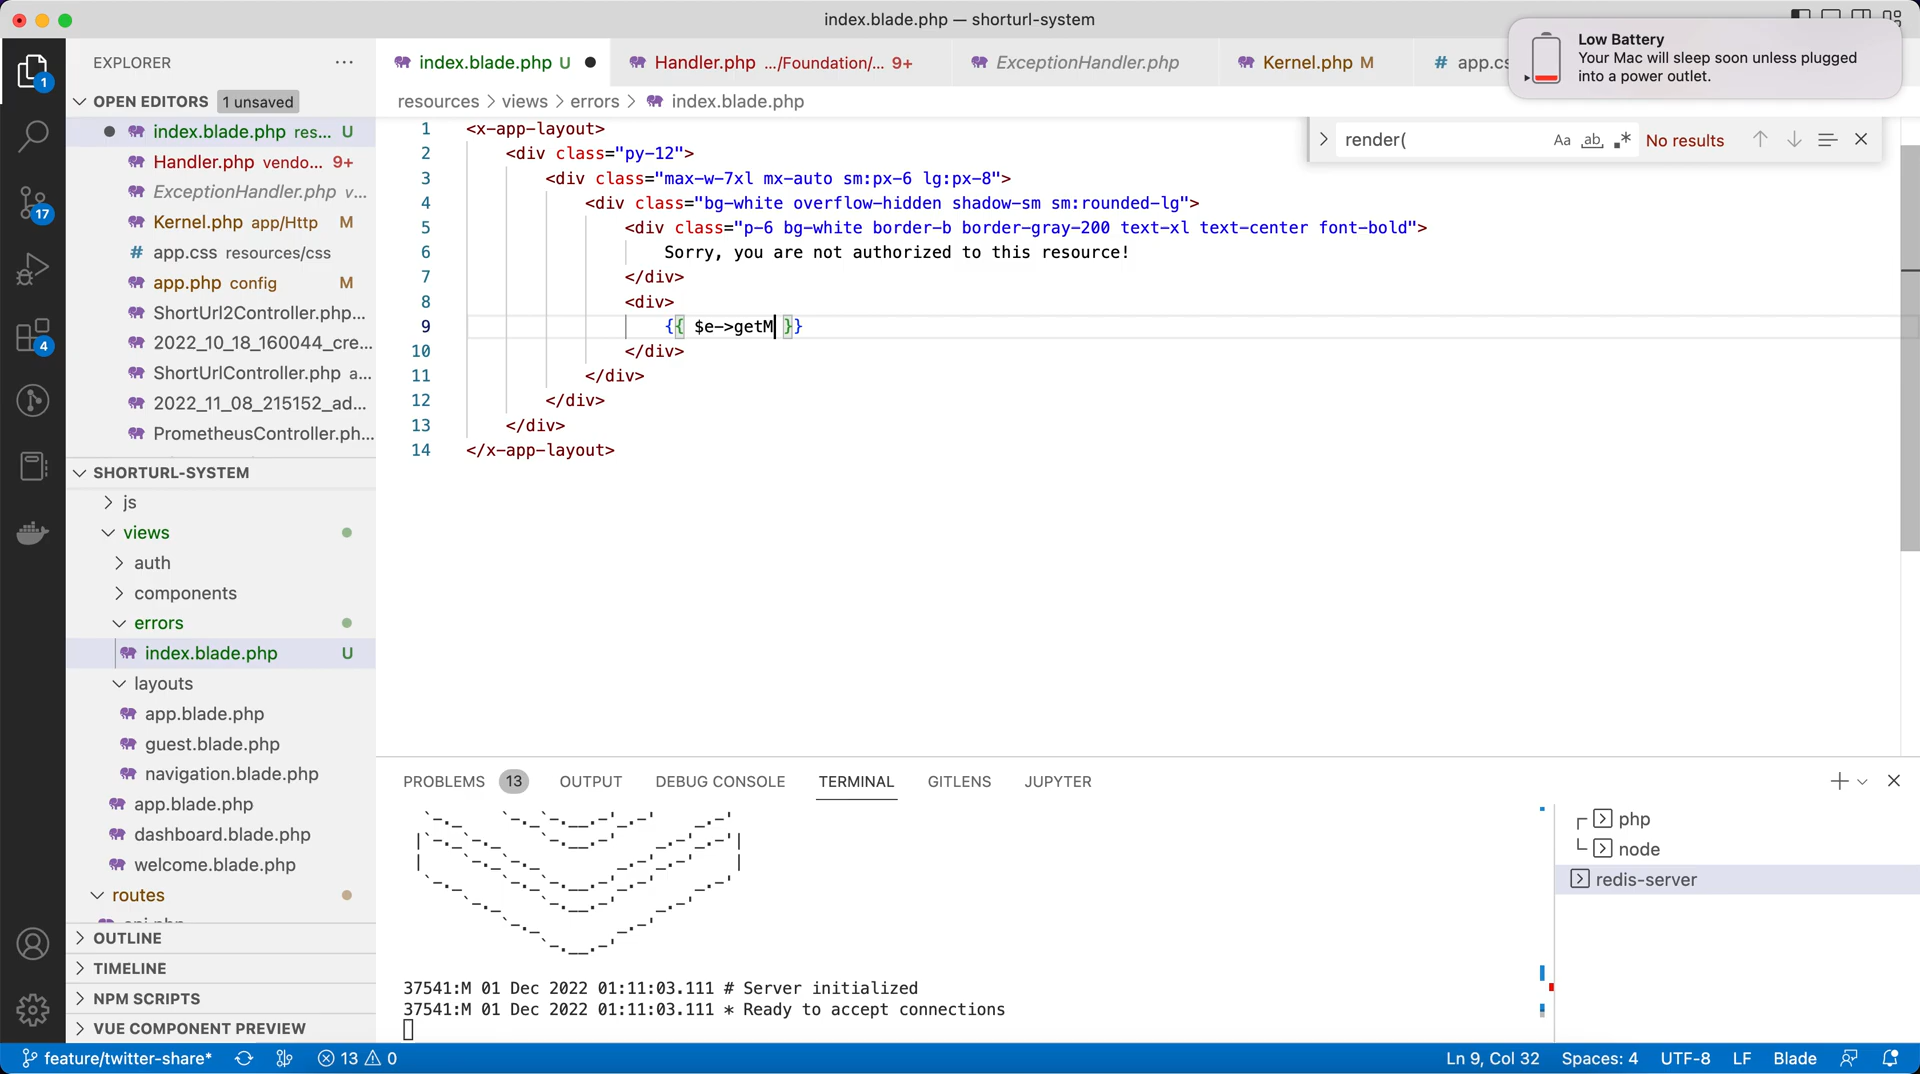 index.blade.php — shorturl-system
Low Battery
Your Mac will sleep soon unless plugged
into a power outlet.
1
EXPLORER
OPEN EDITORS 1 unsaved
index.blade.php res... U
Handler.php vendo... 9+
ExceptionHandler.php v...
Kernel.php app/Http M
# app.css resources/css
app.php config M
ShortUrl2Controller.php...
2022_10_18_160044_cre...
ShortUrlController.php a...
2022_11_08_215152_ad...
PrometheusController.ph...
17
4
SHORTURL-SYSTEM
js
views
auth
components
errors
index.blade.php U
layouts
app.blade.php
guest.blade.php
navigation.blade.php
app.blade.php
dashboard.blade.php
welcome.blade.php
routes
OUTLINE
TIMELINE
NPM SCRIPTS
VUE COMPONENT PREVIEW
index.blade.php U
Handler.php .../Foundation/... 9+
ExceptionHandler.php
Kernel.php M
# app.cs
resources > views > errors > index.blade.php
render( Aa ab .* No results
1 <x-app-layout>
2 <div class="py-12">
3 <div class="max-w-7xl mx-auto sm:px-6 lg:px-8">
4 <div class="bg-white overflow-hidden shadow-sm sm:rounded-lg">
5 <div class="p-6 bg-white border-b border-gray-200 text-xl text-center font-bold">
6 Sorry, you are not authorized to this resource!
7 </div>
8 <div>
9 {{ $e->getM }}
10 </div>
11 </div>
12 </div>
13 </div>
14 </x-app-layout>
PROBLEMS 13 OUTPUT DEBUG CONSOLE TERMINAL GITLENS JUPYTER
37541:M 01 Dec 2022 01:11:03.111 # Server initialized
37541:M 01 Dec 2022 01:11:03.111 * Ready to accept connections
php
node
redis-server
feature/twitter-share* 13 0
Ln 9, Col 32 Spaces: 4 UTF-8 LF Blade